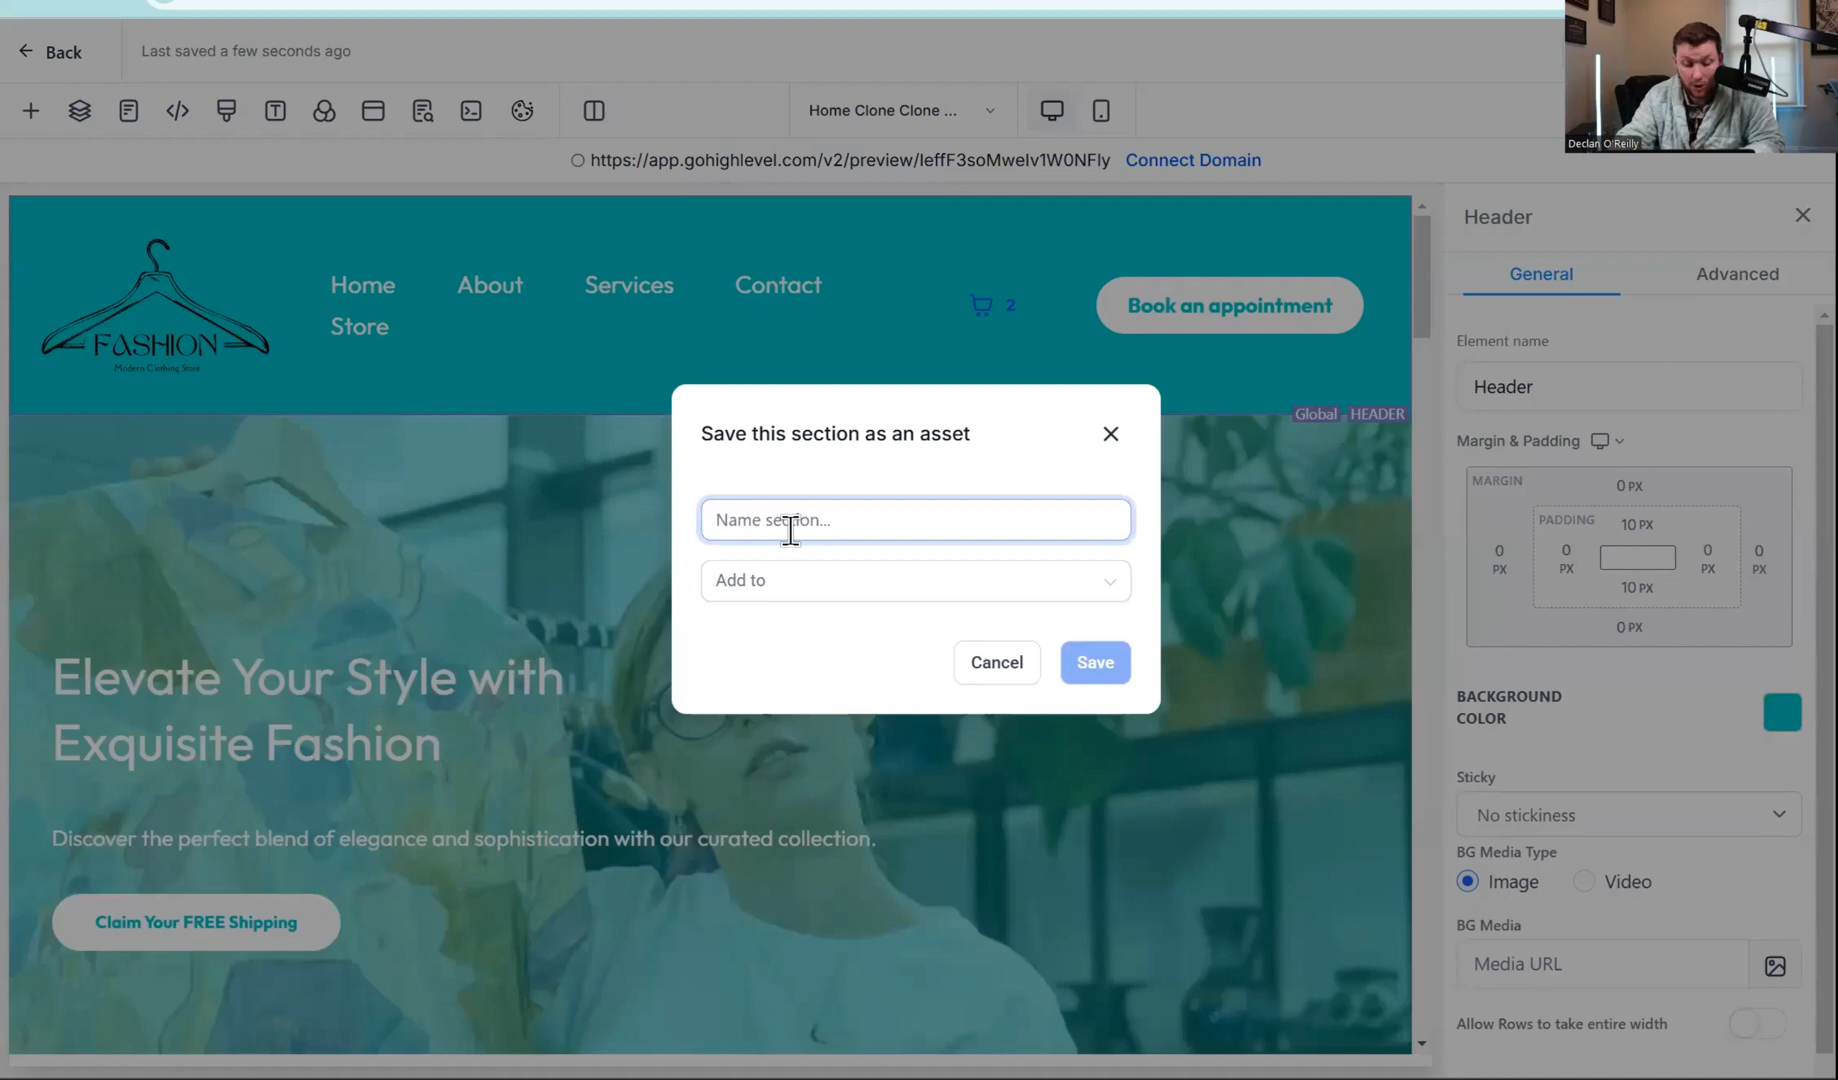 Back
Last saved a few seconds ago
Home Clone Clone ...
https://app.gohighlevel.com/v2/preview/IeffF3soMwelv1W0NFly Connect Domain
Declan O'Reilly
FASHION
Modern Clothing Store
Home About Services Contact
Store
2
Book an appointment
Global HEADER
Save this section as an asset
Name section...
Add to
Cancel Save
Elevate Your Style with
Exquisite Fashion
Discover the perfect blend of elegance and sophistication with our curated collection.
Claim Your FREE Shipping
Header
General Advanced
Element name
Header
Margin & Padding
MARGIN
0 PX
PADDING
10 PX
0 PX
0 PX
0 PX
0 PX
10 PX
0 PX
BACKGROUND
COLOR
Sticky
No stickiness
BG Media Type
Image Video
BG Media
Media URL
Allow Rows to take entire width